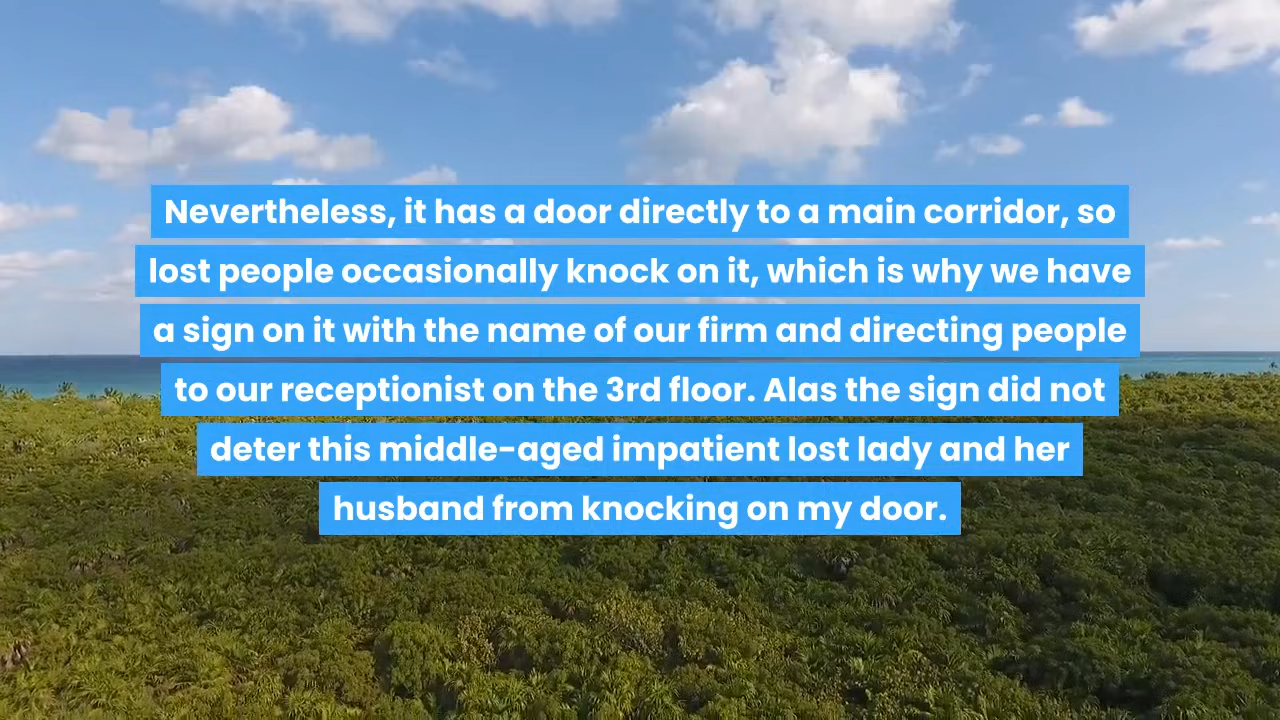 Nevertheless, it has a door directly to a main corridor, so
lost people occasionally knock on it, which is why we have
a sign on it with the name of our firm and directing people
to our receptionist on the 3rd floor. Alas the sign did not
deter this middle-aged impatient lost lady and her
husband from knocking on my door.